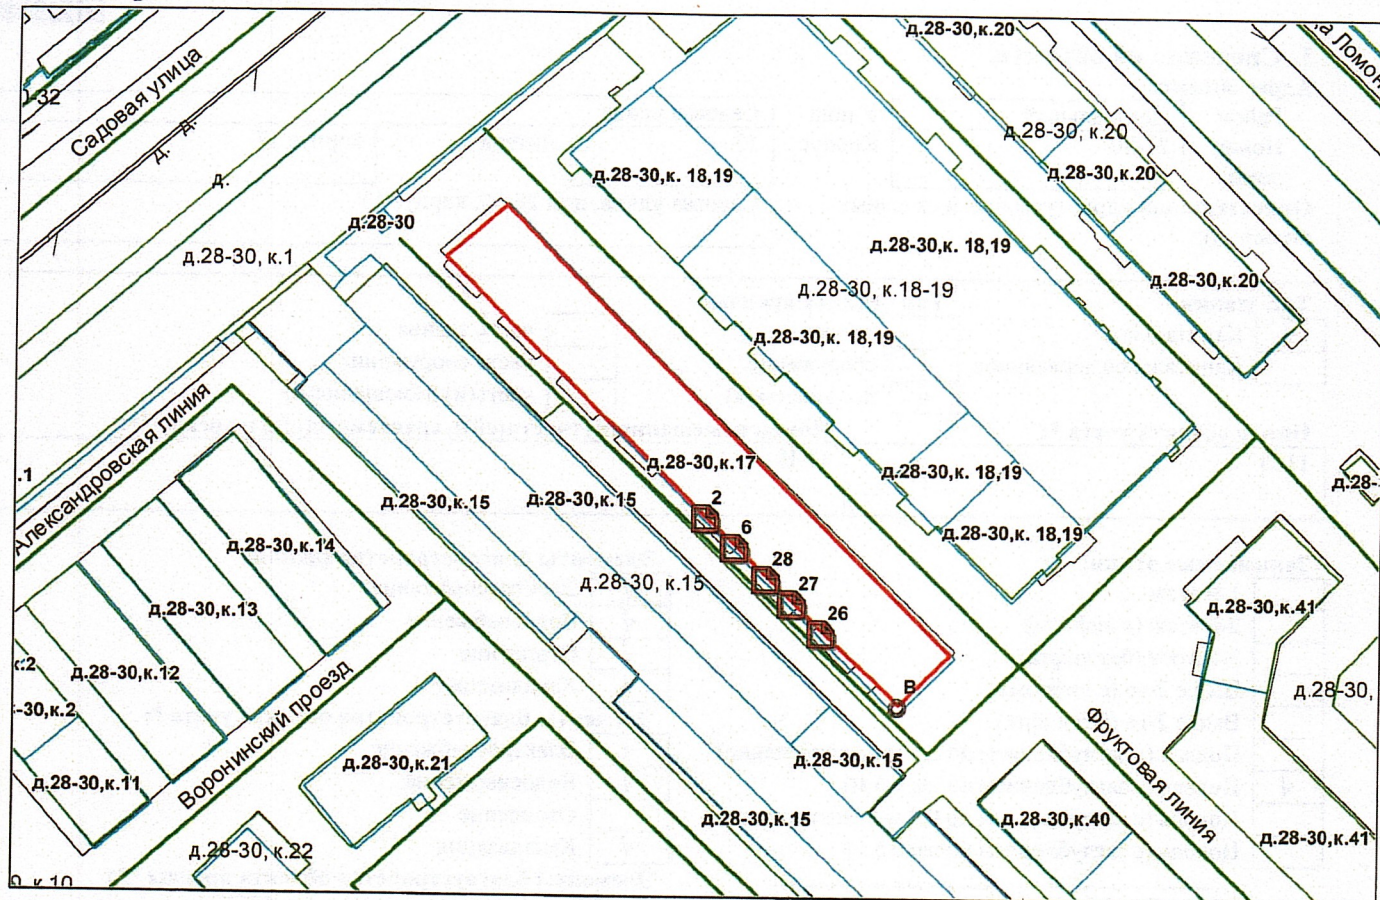 Садовая улица
д.
д.
д.
д.28-30,к.20
на Ломон
д.28-30, к.20
д.28-30,к.20
д.28-30,к. 18,19
д.28-30
д.28-30, к.1
д.28-30,к. 18,19
д.28-30,к.20
д.28-30, к.18-19
д.28-30,к. 18,19
Александровская линия
д.28-30,к.17
д.28-30,к. 18,19
д.28-30,к.15
д.28-30,к.15
д.28-30,к. 18,19
2
6
28
27
26
В
д.28-30,к.14
д.28-30, к.15
д.28-30,к.13
д.28-30,к.41
д.28-30,к.12
д.28-30,
Воронинский проезд
Фруктовая линия
д.28-30,к.11
д.28-30,к.21
д.28-30,к.15
д.28-30,к.15
д.28-30,к.40
д.28-30,к.41
д.28-30, к.22